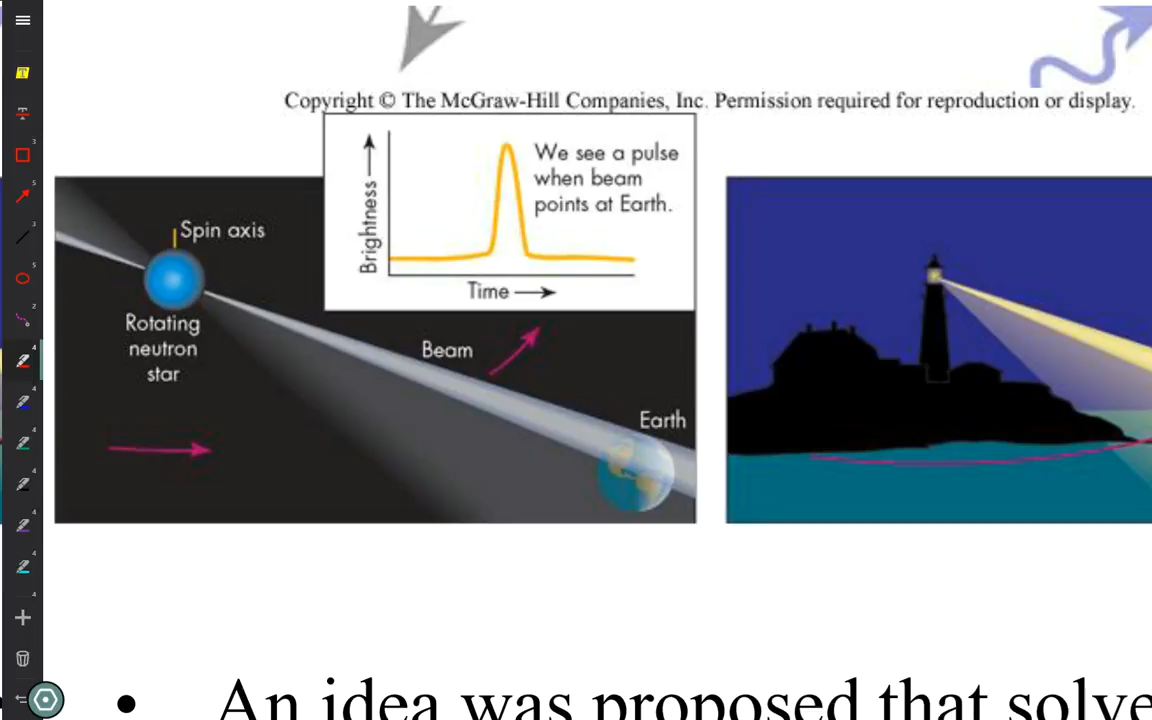 Copyright © The McGraw-Hill Companies, Inc. Permission required for reproduction or display.
We see a pulse
when beam
points at Earth.
Brightness
Time
Spin axis
Rotating
neutron
star
Beam
Earth
• An idea was proposed that solve